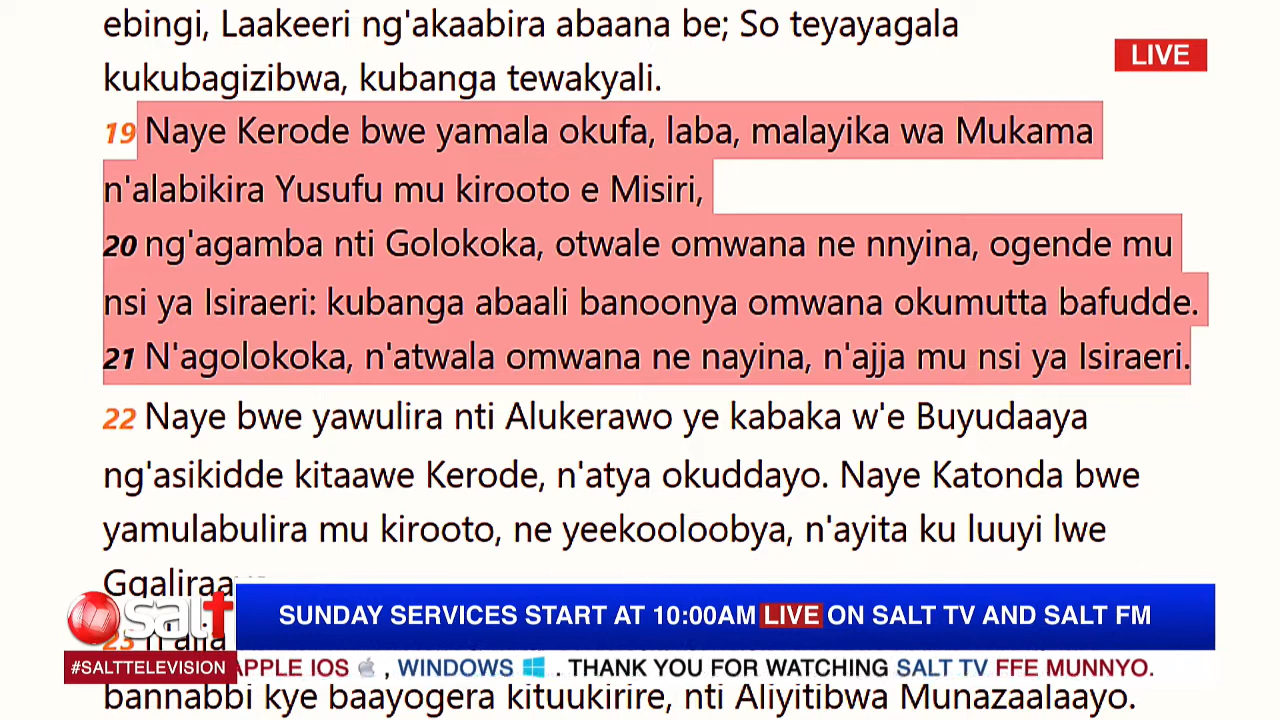 ebingi, Laakeeri ng'akaabira abaana be; So teyayagala
LIVE
kukubagizibwa, kubanga tewakyali.
19 Naye Kerode bwe yamala okufa, laba, malayika wa Mukama
n'alabikira Yusufu mu kirooto e Misiri,
20 ng'agamba nti Golokoka, otwale omwana ne nnyina, ogende mu
nsi ya Isiraeri: kubanga abaali banoonya omwana okumutta bafudde.
21 N'agolokoka, n'atwala omwana ne nayina, n'ajja mu nsi ya Isiraeri.
22 Naye bwe yawulira nti Alukerawo ye kabaka w'e Buyudaaya
ng'asikidde kitaawe Kerode, n'atya okuddayo. Naye Katonda bwe
yamulabulira mu kirooto, ne yeekooloobya, n'ayita ku luuyi lwe
salt
SUNDAY SERVICES START AT 10:00AM LIVE ON SALT TV AND SALT FM
23
#SALTTELEVISION
APPLE IOS , WINDOWS . THANK YOU FOR WATCHING SALT TV FFE MUNNYO.
bannabbi kye baayogera kituukirire, nti Aliyitibwa Munazaalaayo.